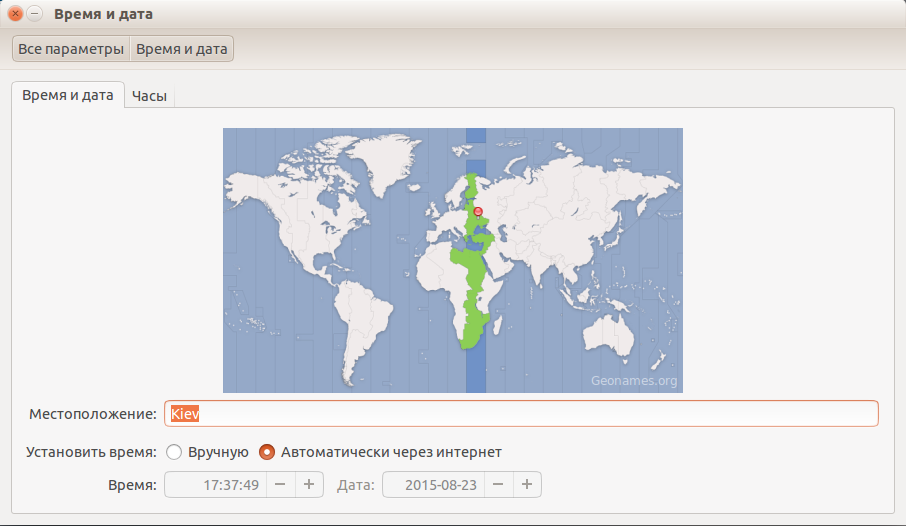 Время и дата
Все параметры Время и дата
Время и дата Часы
Geonames.org
Местоположение: Kiev
Установить время: Вручную Автоматически через интернет
Время: 17:37:49 − + Дата: 2015-08-23 − +